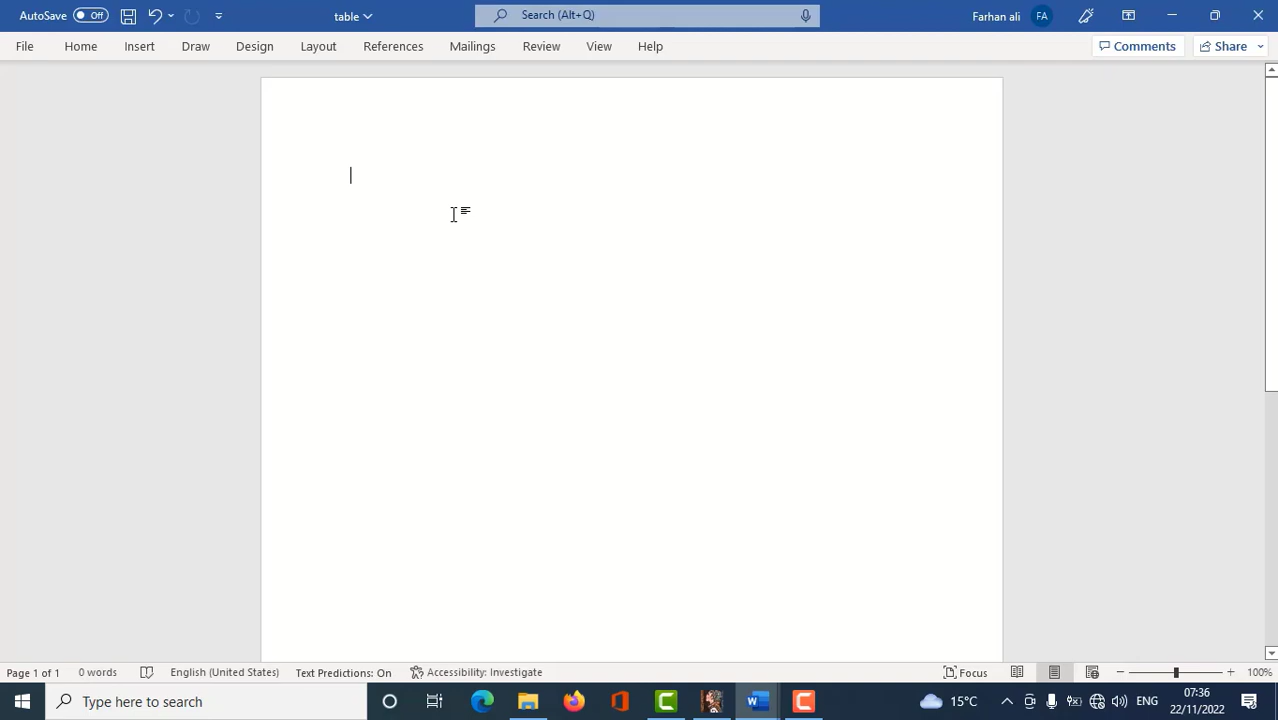 AutoSave Off table Search (Alt+Q) Farhan ali FA
File Home Insert Draw Design Layout References Mailings Review View Help Comments Share
Page 1 of 1 0 words English (United States) Text Predictions: On Accessibility: Investigate Focus 100%
Type here to search 15°C ENG 07:36
22/11/2022